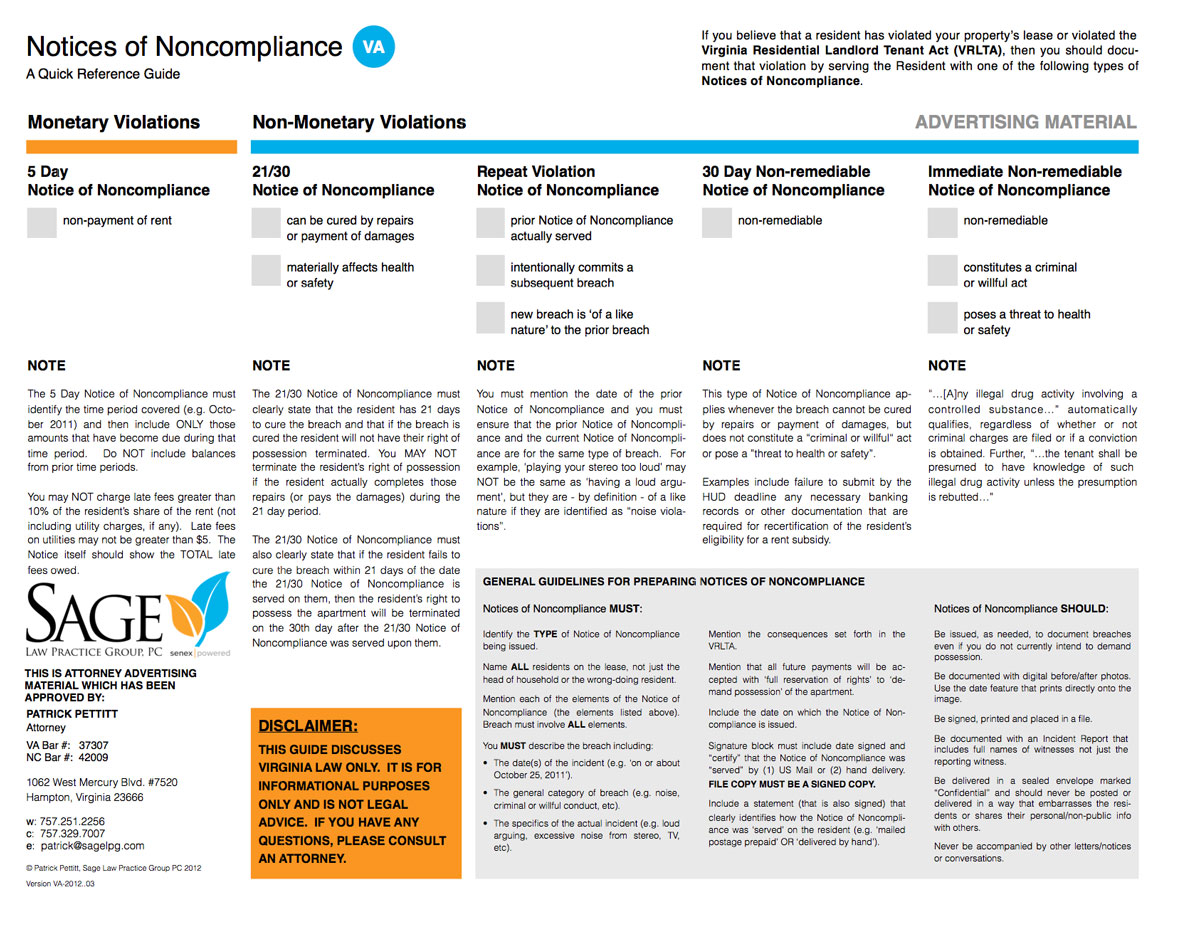 Notices of Noncompliance VA
A Quick Reference Guide
If you believe that a resident has violated your property's lease or violated the
Virginia Residential Landlord Tenant Act (VRLTA), then you should docu-
ment that violation by serving the Resident with one of the following types of
Notices of Noncompliance.
Monetary Violations
Non-Monetary Violations
ADVERTISING MATERIAL
5 Day
Notice of Noncompliance
non-payment of rent
21/30
Notice of Noncompliance
can be cured by repairs
or payment of damages
materially affects health
or safety
Repeat Violation
Notice of Noncompliance
prior Notice of Noncompliance
actually served
intentionally commits a
subsequent breach
new breach is 'of a like
nature' to the prior breach
30 Day Non-remediable
Notice of Noncompliance
non-remediable
Immediate Non-remediable
Notice of Noncompliance
non-remediable
constitutes a criminal
or willful act
poses a threat to health
or safety
NOTE
The 5 Day Notice of Noncompliance must
identify the time period covered (e.g. Octo-
ber 2011) and then include ONLY those
amounts that have become due during that
time period. Do NOT include balances
from prior time periods.
You may NOT charge late fees greater than
10% of the resident's share of the rent (not
including utility charges, if any). Late fees
on utilities may not be greater than $5. The
Notice itself should show the TOTAL late
fees owed.
NOTE
The 21/30 Notice of Noncompliance must
clearly state that the resident has 21 days
to cure the breach and that if the breach is
cured the resident will not have their right of
possession terminated. You MAY NOT
terminate the resident's right of possession
if the resident actually completes those
repairs (or pays the damages) during the
21 day period.
The 21/30 Notice of Noncompliance must
also clearly state that if the resident fails to
cure the breach within 21 days of the date
the 21/30 Notice of Noncompliance is
served on them, then the resident's right to
possess the apartment will be terminated
on the 30th day after the 21/30 Notice of
Noncompliance was served upon them.
NOTE
You must mention the date of the prior
Notice of Noncompliance and you must
ensure that the prior Notice of Noncompli-
ance and the current Notice of Noncompli-
ance are for the same type of breach. For
example, 'playing your stereo too loud' may
NOT be the same as 'having a loud argu-
ment', but they are - by definition - of a like
nature if they are identified as "noise viola-
tions".
NOTE
This type of Notice of Noncompliance ap-
plies whenever the breach cannot be cured
by repairs or payment of damages, but
does not constitute a "criminal or willful" act
or pose a "threat to health or safety".
Examples include failure to submit by the
HUD deadline any necessary banking
records or other documentation that are
required for recertification of the resident's
eligibility for a rent subsidy.
NOTE
"…[A]ny illegal drug activity involving a
controlled substance…" automatically
qualifies, regardless of whether or not
criminal charges are filed or if a conviction
is obtained. Further, "…the tenant shall be
presumed to have knowledge of such
illegal drug activity unless the presumption
is rebutted…"
SAGE
LAW PRACTICE GROUP, PC
senex|powered
THIS IS ATTORNEY ADVERTISING
MATERIAL WHICH HAS BEEN
APPROVED BY:
PATRICK PETTITT
Attorney
VA Bar #: 37307
NC Bar #: 42009
1062 West Mercury Blvd. #7520
Hampton, Virginia 23666
w: 757.251.2256
c: 757.329.7007
e: patrick@sagelpg.com
© Patrick Pettitt, Sage Law Practice Group PC 2012
Version VA-2012..03
DISCLAIMER:
THIS GUIDE DISCUSSES
VIRGINIA LAW ONLY. IT IS FOR
INFORMATIONAL PURPOSES
ONLY AND IS NOT LEGAL
ADVICE. IF YOU HAVE ANY
QUESTIONS, PLEASE CONSULT
AN ATTORNEY.
GENERAL GUIDELINES FOR PREPARING NOTICES OF NONCOMPLIANCE
Notices of Noncompliance MUST:
Identify the TYPE of Notice of Noncompliance
being issued.
Name ALL residents on the lease, not just the
head of household or the wrong-doing resident.
Mention each of the elements of the Notice of
Noncompliance (the elements listed above).
Breach must involve ALL elements.
You MUST describe the breach including:
• The date(s) of the incident (e.g. 'on or about
October 25, 2011').
• The general category of breach (e.g. noise,
criminal or willful conduct, etc).
• The specifics of the actual incident (e.g. loud
arguing, excessive noise from stereo, TV,
etc).
Mention the consequences set forth in the
VRLTA.
Mention that all future payments will be ac-
cepted with 'full reservation of rights' to 'de-
mand possession' of the apartment.
Include the date on which the Notice of Non-
compliance is issued.
Signature block must include date signed and
"certify" that the Notice of Noncompliance was
"served" by (1) US Mail or (2) hand delivery.
FILE COPY MUST BE A SIGNED COPY.
Include a statement (that is also signed) that
clearly identifies how the Notice of Noncompli-
ance was 'served' on the resident (e.g. 'mailed
postage prepaid' OR 'delivered by hand').
Notices of Noncompliance SHOULD:
Be issued, as needed, to document breaches
even if you do not currently intend to demand
possession.
Be documented with digital before/after photos.
Use the date feature that prints directly onto the
image.
Be signed, printed and placed in a file.
Be documented with an Incident Report that
includes full names of witnesses not just the
reporting witness.
Be delivered in a sealed envelope marked
"Confidential" and should never be posted or
delivered in a way that embarrasses the resi-
dents or shares their personal/non-public info
with others.
Never be accompanied by other letters/notices
or conversations.